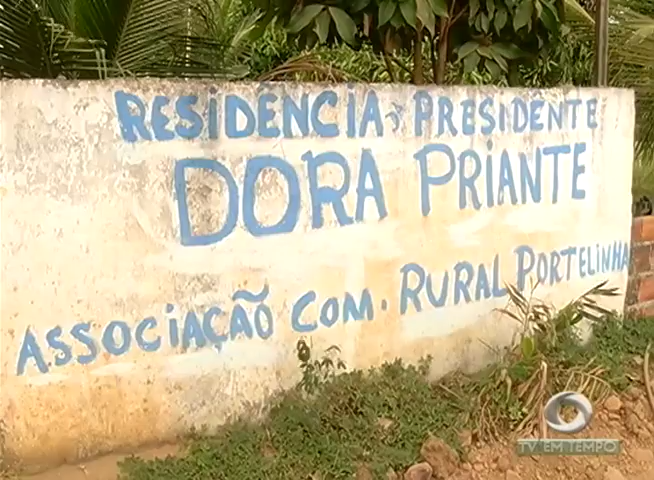 RESIDÊNCIA: PRESIDENTE
DORA PRIANTE
ASSOCIAÇÃO COM. RURAL PORTELINHA
TV EM TEMPO